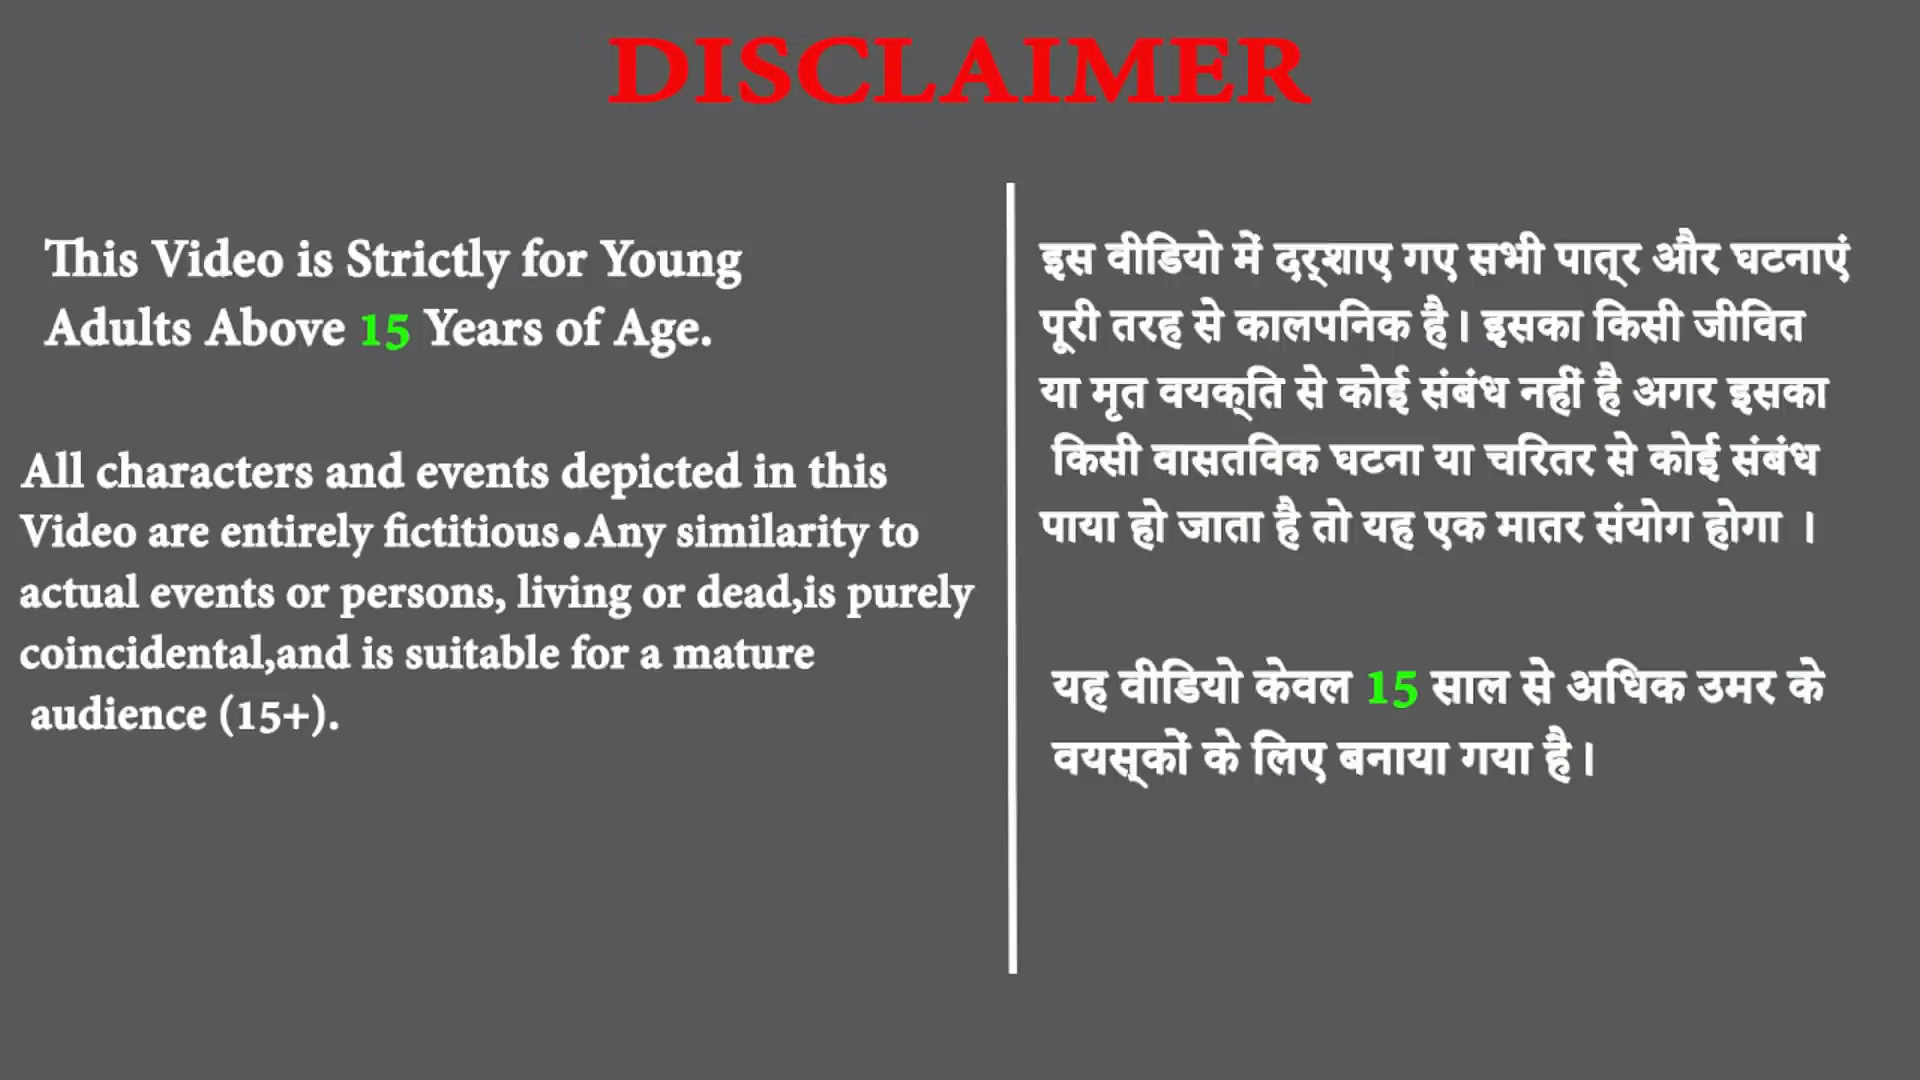 DISCLAIMER
This Video is Strictly for Young
Adults Above 15 Years of Age.
All characters and events depicted in this
Video are entirely fictitious.Any similarity to
actual events or persons, living or dead,is purely
coincidental,and is suitable for a mature
audience (15+).
इस वीडियो में दर्‌शाए गए सभी पात्‌र और घटनाएं
पूरी तरह से कालपनिक है। इसका किसी जीवित
या मृत वयक्‌ति से कोई संबंध नहीं है अगर इसका
किसी वासतविक घटना या चरितर से कोई संबंध
पाया हो जाता है तो यह एक मातर संयोग होगा ।
यह वीडियो केवल 15 साल से अधिक उमर के
वयस्‌कों के लिए बनाया गया है।